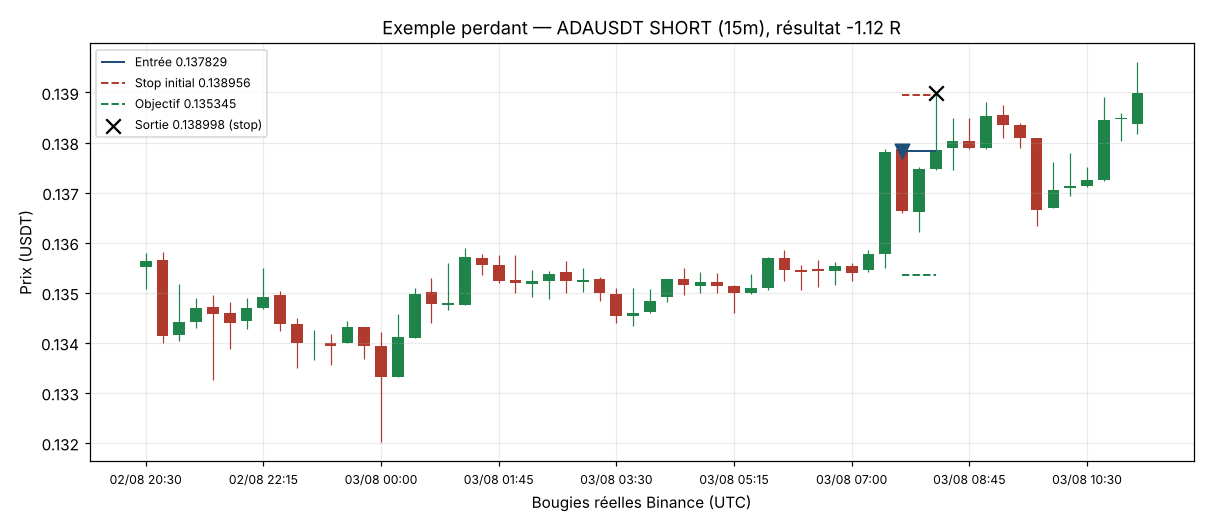 Exemple perdant — ADAUSDT SHORT (15m), résultat -1.12 R
Entrée 0.137829
Stop initial 0.138956
Objectif 0.135345
Sortie 0.138998 (stop)
Prix (USDT)
0.139
0.138
0.137
0.136
0.135
0.134
0.133
0.132
02/08 20:30
02/08 22:15
03/08 00:00
03/08 01:45
03/08 03:30
03/08 05:15
03/08 07:00
03/08 08:45
03/08 10:30
Bougies réelles Binance (UTC)